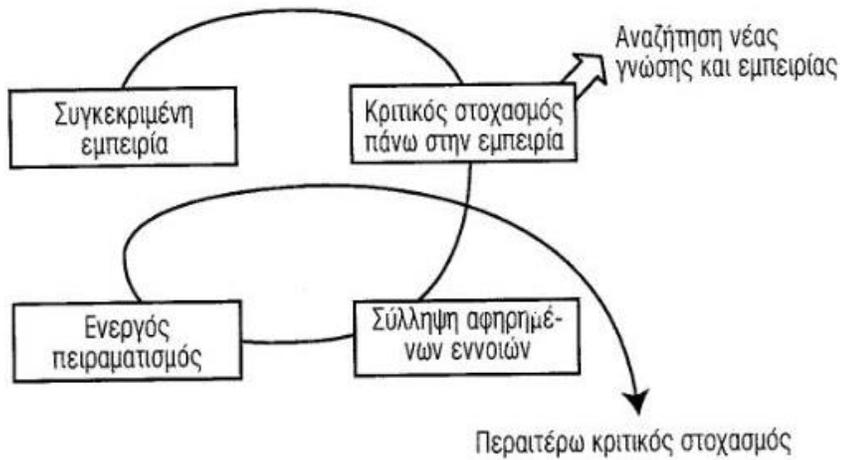 Αναζήτηση νέας
γνώσης και εμπειρίας
Συγκεκριμένη
εμπειρία
Κριτικός στοχασμός
πάνω στην εμπειρία
Ενεργός
πειραματισμός
Σύλληψη αφηρημέ-
νων εννοιών
Περαιτέρω κριτικός στοχασμός